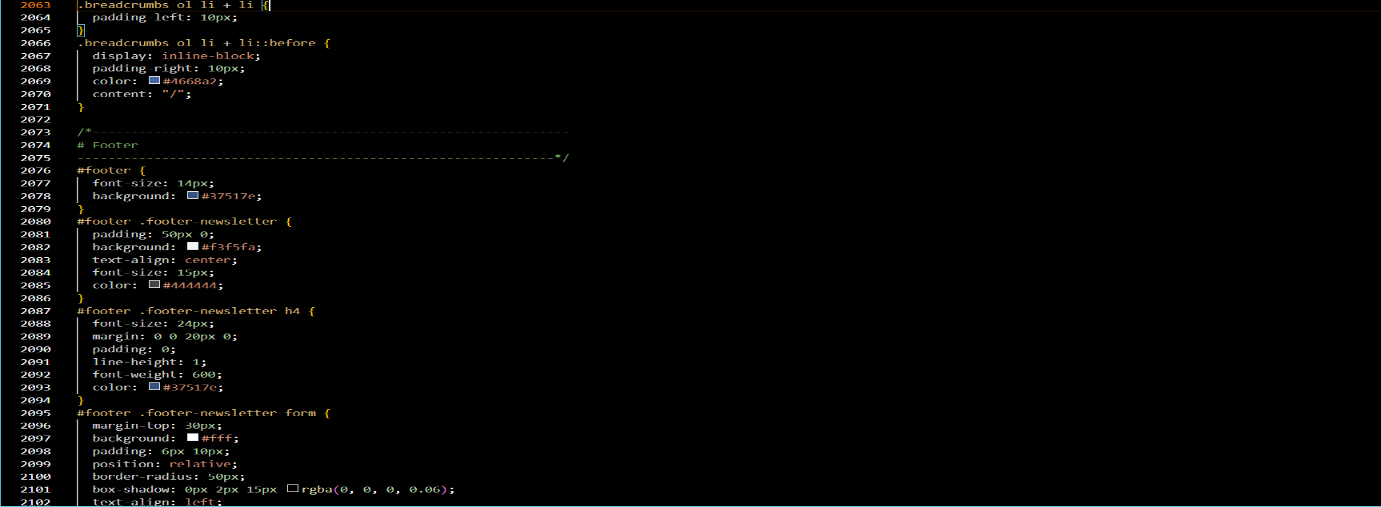 2063 .breadcrumbs ol li + li {
2064 padding-left: 10px;
2065 }
2066 .breadcrumbs ol li + li::before {
2067 display: inline-block;
2068 padding-right: 10px;
2069 color: #4668a2;
2070 content: "/";
2071 }
2072
2073 /*--------------------------------------------------------------
2074 # Footer
2075 --------------------------------------------------------------*/
2076 #footer {
2077 font-size: 14px;
2078 background: #37517e;
2079 }
2080 #footer .footer-newsletter {
2081 padding: 50px 0;
2082 background: #f3f5fa;
2083 text-align: center;
2084 font-size: 15px;
2085 color: #444444;
2086 }
2087 #footer .footer-newsletter h4 {
2088 font-size: 24px;
2089 margin: 0 0 20px 0;
2090 padding: 0;
2091 line-height: 1;
2092 font-weight: 600;
2093 color: #37517e;
2094 }
2095 #footer .footer-newsletter form {
2096 margin-top: 30px;
2097 background: #fff;
2098 padding: 6px 10px;
2099 position: relative;
2100 border-radius: 50px;
2101 box-shadow: 0px 2px 15px rgba(0, 0, 0, 0.06);
2102 text-align: left;